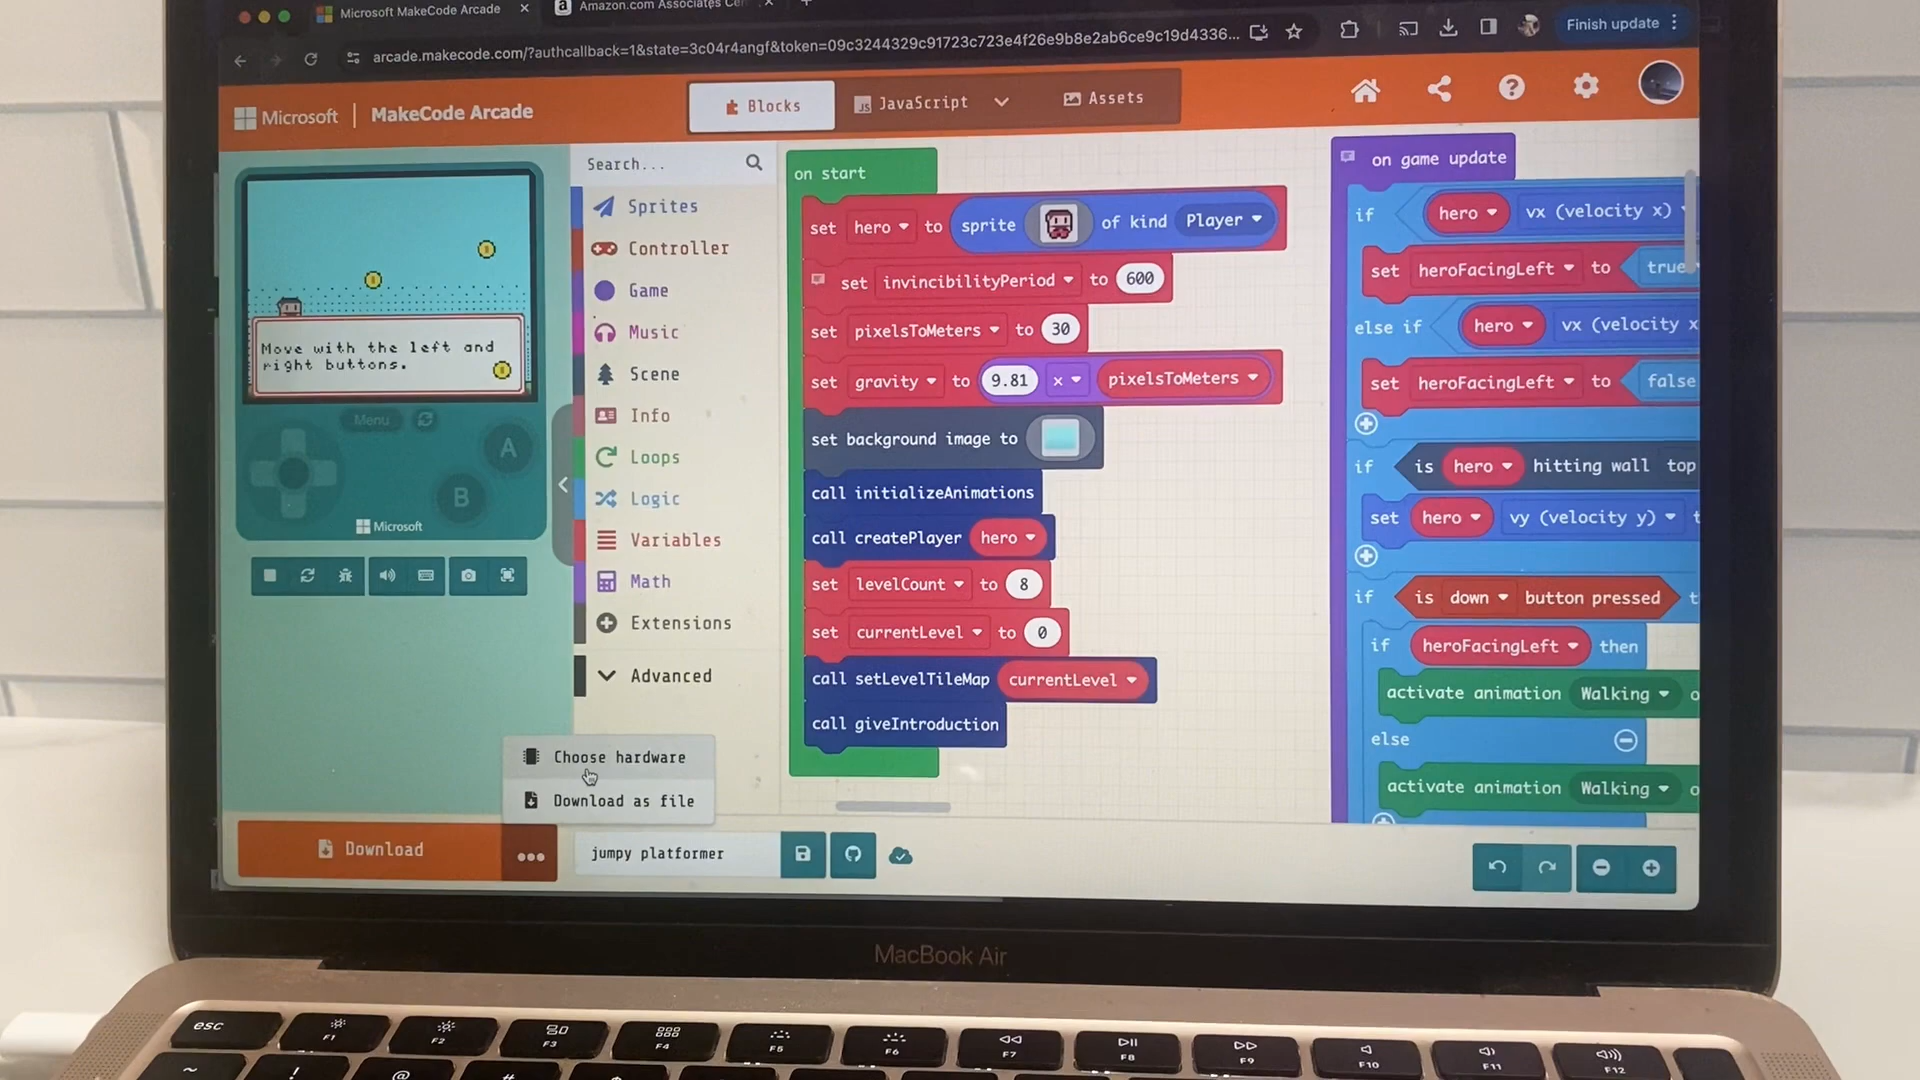 Microsoft MakeCode Arcade
Amazon.com Associates Ce
Finish update
arcade.makecode.com/?authcallback=1&state=3c04r4angf&token=09c3244329c91723c723e4f26e9b8e2ab6ce9c19d4336...
Microsoft | MakeCode Arcade
Blocks
JS JavaScript
Assets
Move with the left and
right buttons.
Menu
A
B
Microsoft
Search...
Sprites
Controller
Game
Music
Scene
Info
Loops
Logic
Variables
Math
Extensions
Advanced
on start
set hero to sprite of kind Player
set invincibilityPeriod to 600
set pixelsToMeters to 30
set gravity to 9.81 x pixelsToMeters
set background image to
call initializeAnimations
call createPlayer hero
set levelCount to 8
set currentLevel to 0
call setLevelTileMap currentLevel
call giveIntroduction
on game update
if hero vx (velocity x)
set heroFacingLeft to true
else if hero vx (velocity x
set heroFacingLeft to false
if is hero hitting wall top
set hero vy (velocity y) t
if is down button pressed t
if heroFacingLeft then
activate animation Walking o
else
activate animation Walking o
Choose hardware
Download as file
Download
jumpy platformer
MacBook Air
esc
F1
F2
F3
F4
F5
F6
F7
F8
F9
F10
F11
F12
~
!
@
#